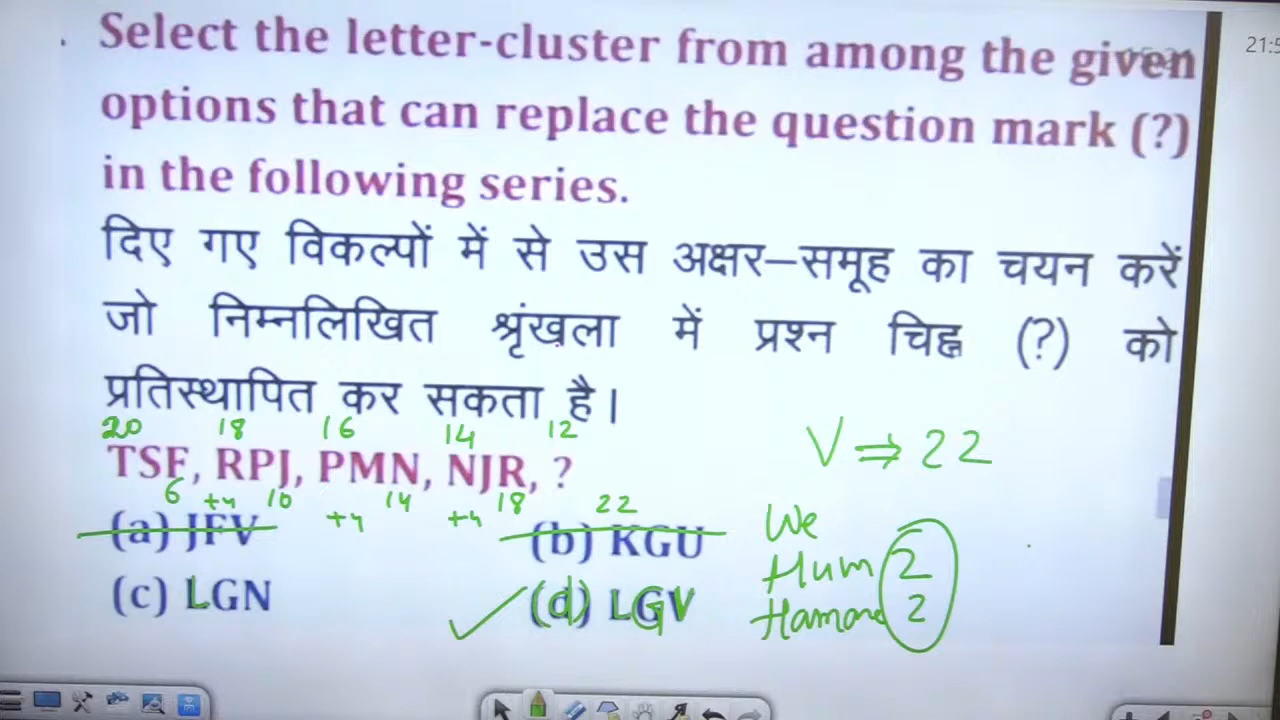 Select the letter-cluster from among the given
21:5
options that can replace the question mark (?)
in the following series.
दिए गए विकल्पों में से उस अक्षर–समूह का चयन करें
जो निम्नलिखित श्रृंखला में प्रश्न चिह्न (?) को
प्रतिस्थापित कर सकता है।
20 18 16 14 12
TSF, RPJ, PMN, NJR, ?
V ⇒ 22
6 +4 10 +4 14 +4 18 22
(a) JFV (b) KGU
We
Hum 2
(c) LGN (d) LGV
2